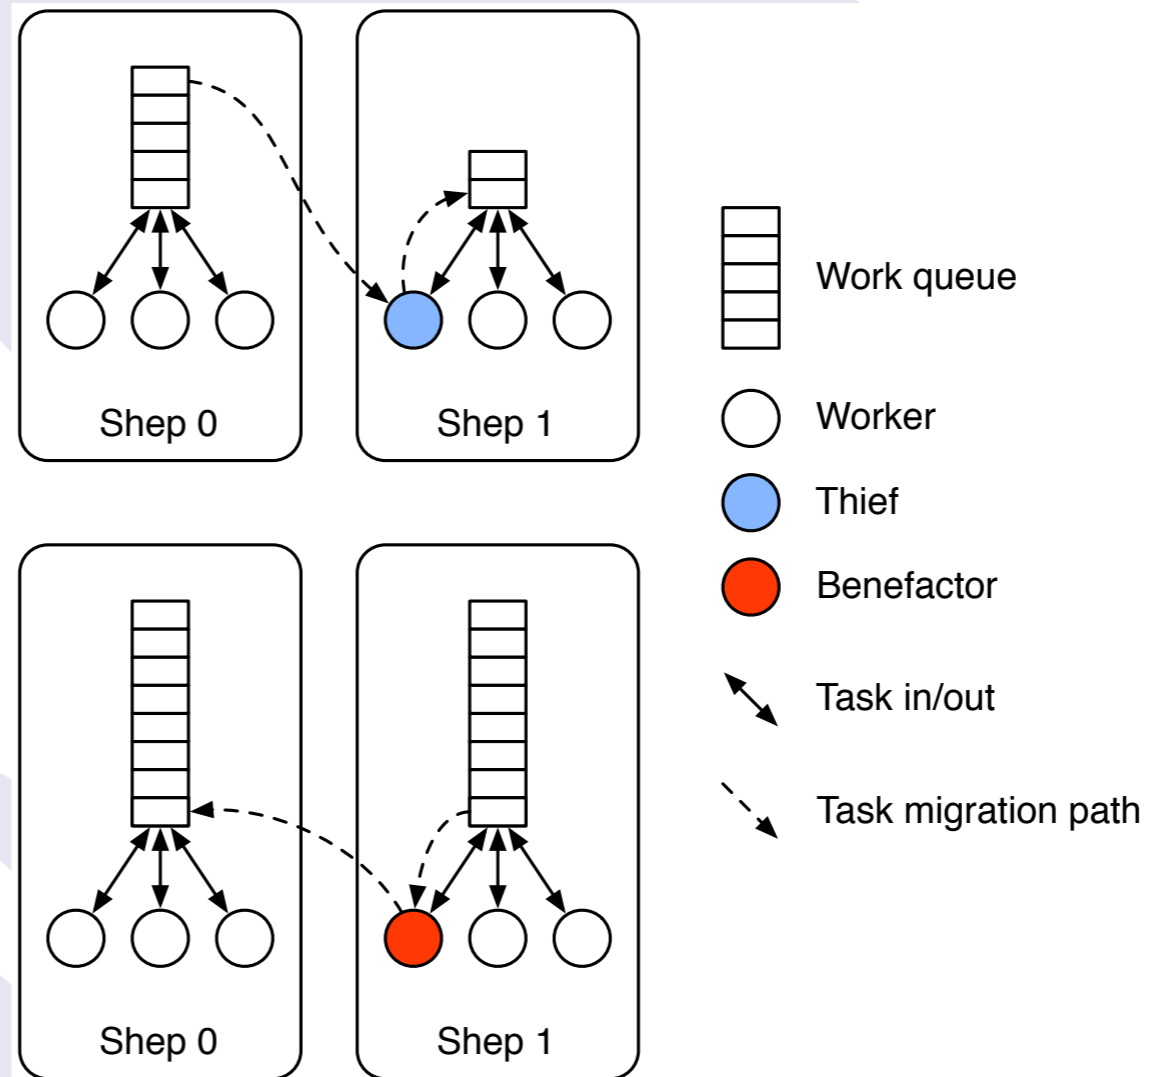 Shep 0
Shep 1
Work queue
Worker
Thief
Benefactor
Task in/out
Task migration path
Shep 0
Shep 1